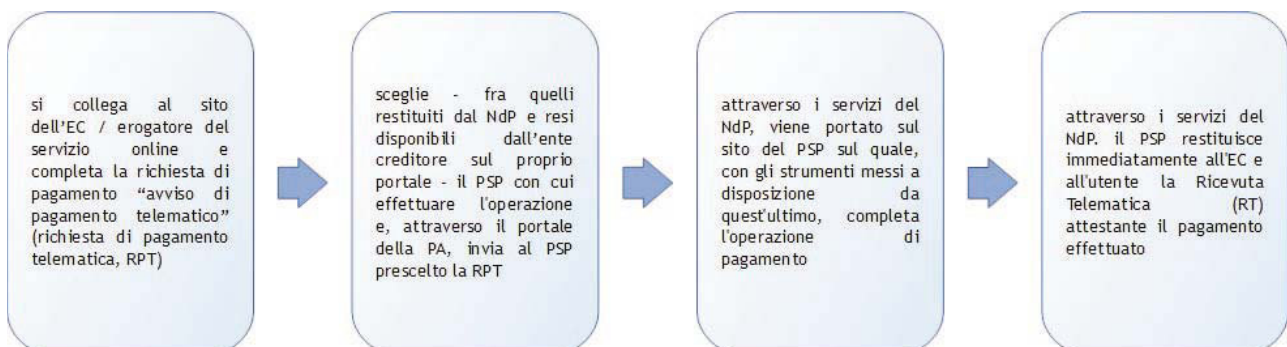 si collega al sito
dell'EC / erogatore del
servizio online e
completa la richiesta di
pagamento “avviso di
pagamento telematico”
(richiesta di pagamento
telematica, RPT)
sceglie - fra quelli
restituiti dal NdP e resi
disponibili dall'ente
creditore sul proprio
portale - il PSP con cui
effettuare l'operazione
e, attraverso il portale
della PA, invia al PSP
prescelto la RPT
attraverso i servizi del
NdP, viene portato sul
sito del PSP sul quale,
con gli strumenti messi a
disposizione da
quest'ultimo, completa
l'operazione di
pagamento
attraverso i servizi del
NdP. il PSP restituisce
immediatamente all'EC e
all'utente la Ricevuta
Telematica (RT)
attestante il pagamento
effettuato